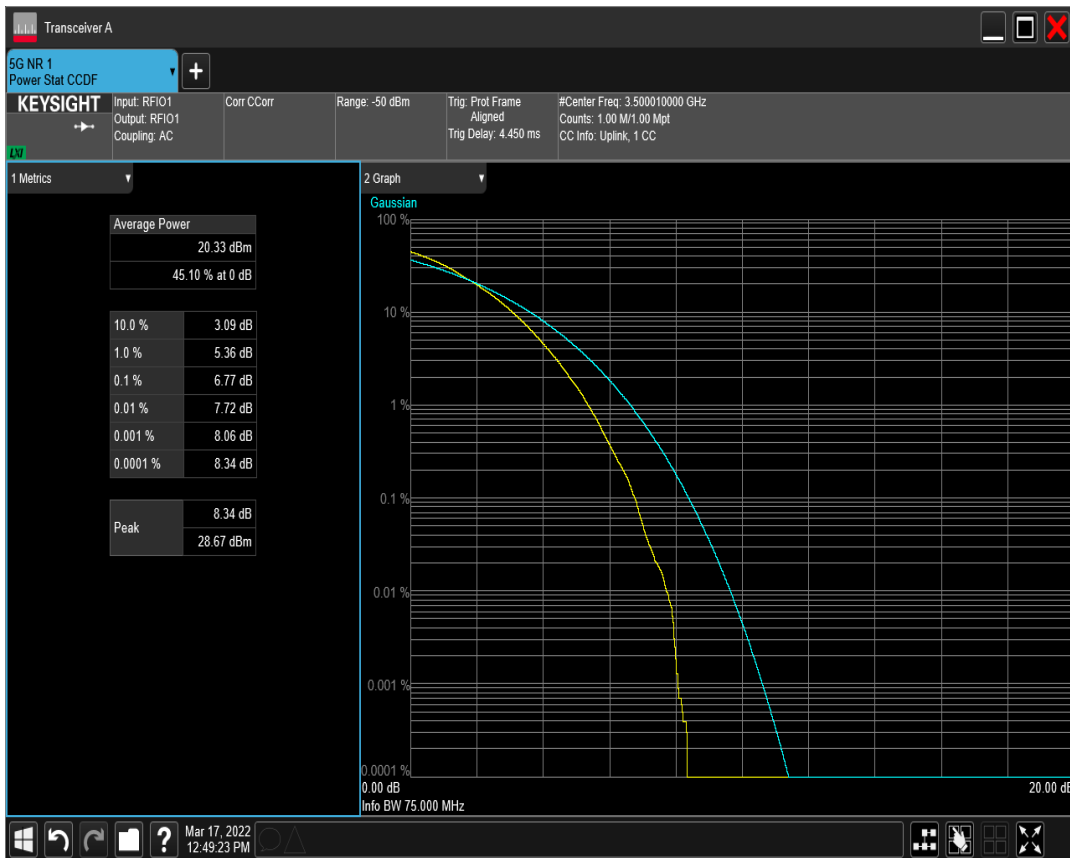 Transceiver A
5G NR 1
Power Stat CCDF
KEYSIGHT
LXI
Input: RFIO1
Output: RFIO1
Coupling: AC
Corr CCorr
Range: -50 dBm
Trig: Prot Frame
Aligned
Trig Delay: 4.450 ms
#Center Freq: 3.500010000 GHz
Counts: 1.00 M/1.00 Mpt
CC Info: Uplink, 1 CC
1 Metrics
Average Power
20.33 dBm
45.10 % at 0 dB
10.0 % 3.09 dB
1.0 % 5.36 dB
0.1 % 6.77 dB
0.01 % 7.72 dB
0.001 % 8.06 dB
0.0001 % 8.34 dB
Peak
8.34 dB
28.67 dBm
2 Graph
Gaussian
100 %
10 %
1 %
0.1 %
0.01 %
0.001 %
0.0001 %
0.00 dB 20.00 dB
Info BW 75.000 MHz
?
Mar 17, 2022
12:49:23 PM